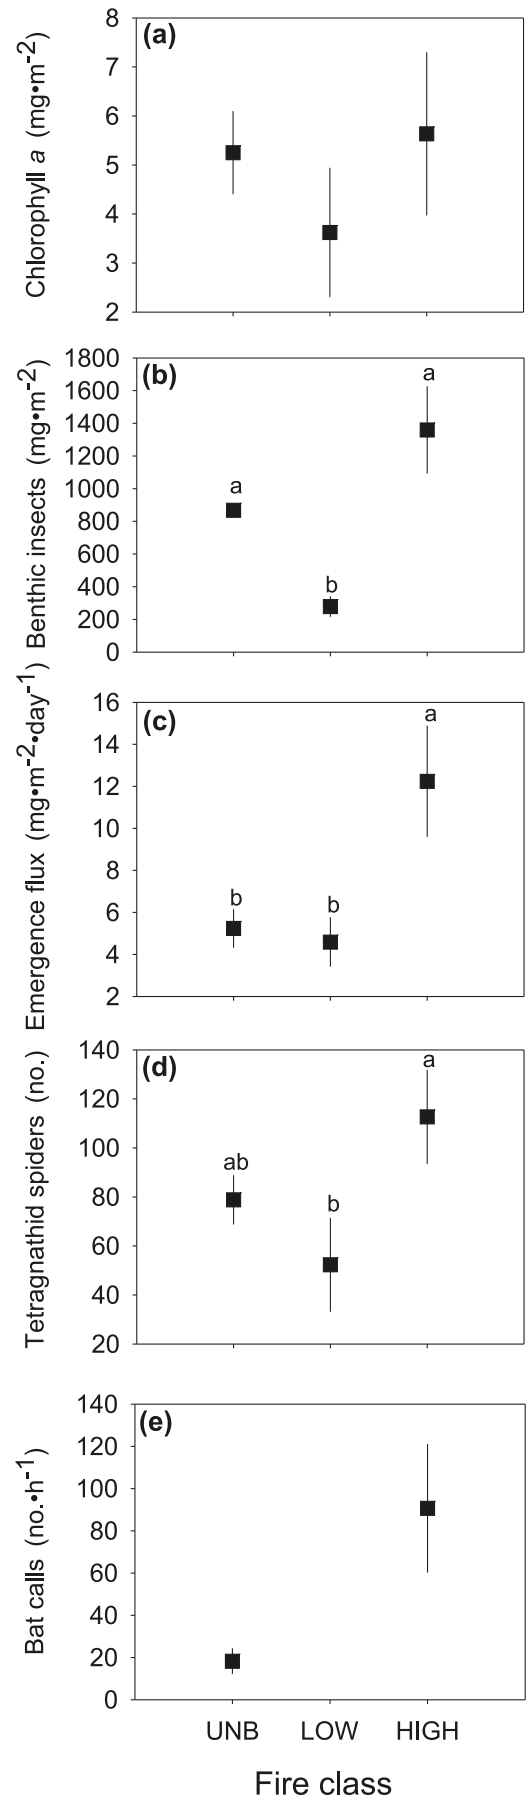 (a)
Chlorophyll a (mg•m-2)
8
7
6
5
4
3
2
(b)
Benthic insects (mg•m-2)
1800
1600
1400
1200
1000
800
600
400
200
0
a
b
a
(c)
Emergence flux (mg•m-2•day-1)
16
14
12
10
8
6
4
2
b
b
a
(d)
Tetragnathid spiders (no.)
140
120
100
80
60
40
20
ab
b
a
(e)
Bat calls (no.•h-1)
140
120
100
80
60
40
20
0
UNB LOW HIGH
Fire class